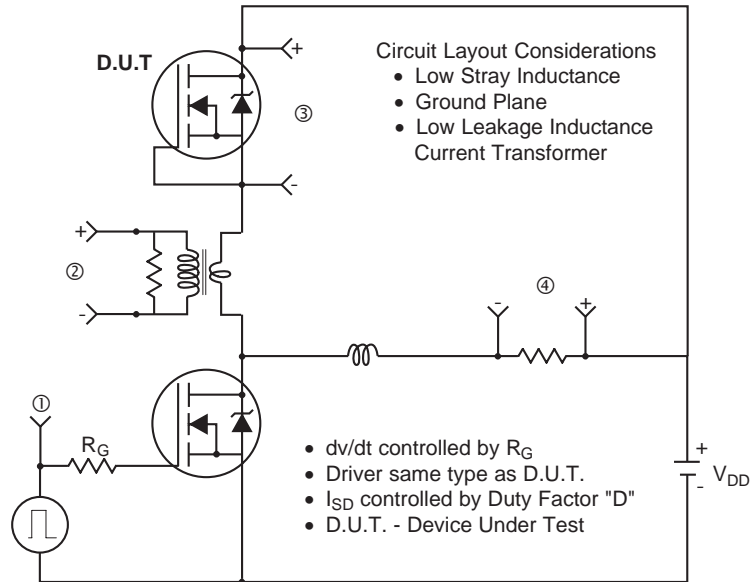 D.U.T
+
Circuit Layout Considerations
• Low Stray Inductance
• Ground Plane
• Low Leakage Inductance
Current Transformer
③
-
+
②
-
④
- +
①
R_G
• dv/dt controlled by R_G
• Driver same type as D.U.T.
• I_SD controlled by Duty Factor "D"
• D.U.T. - Device Under Test
+
V_DD
-